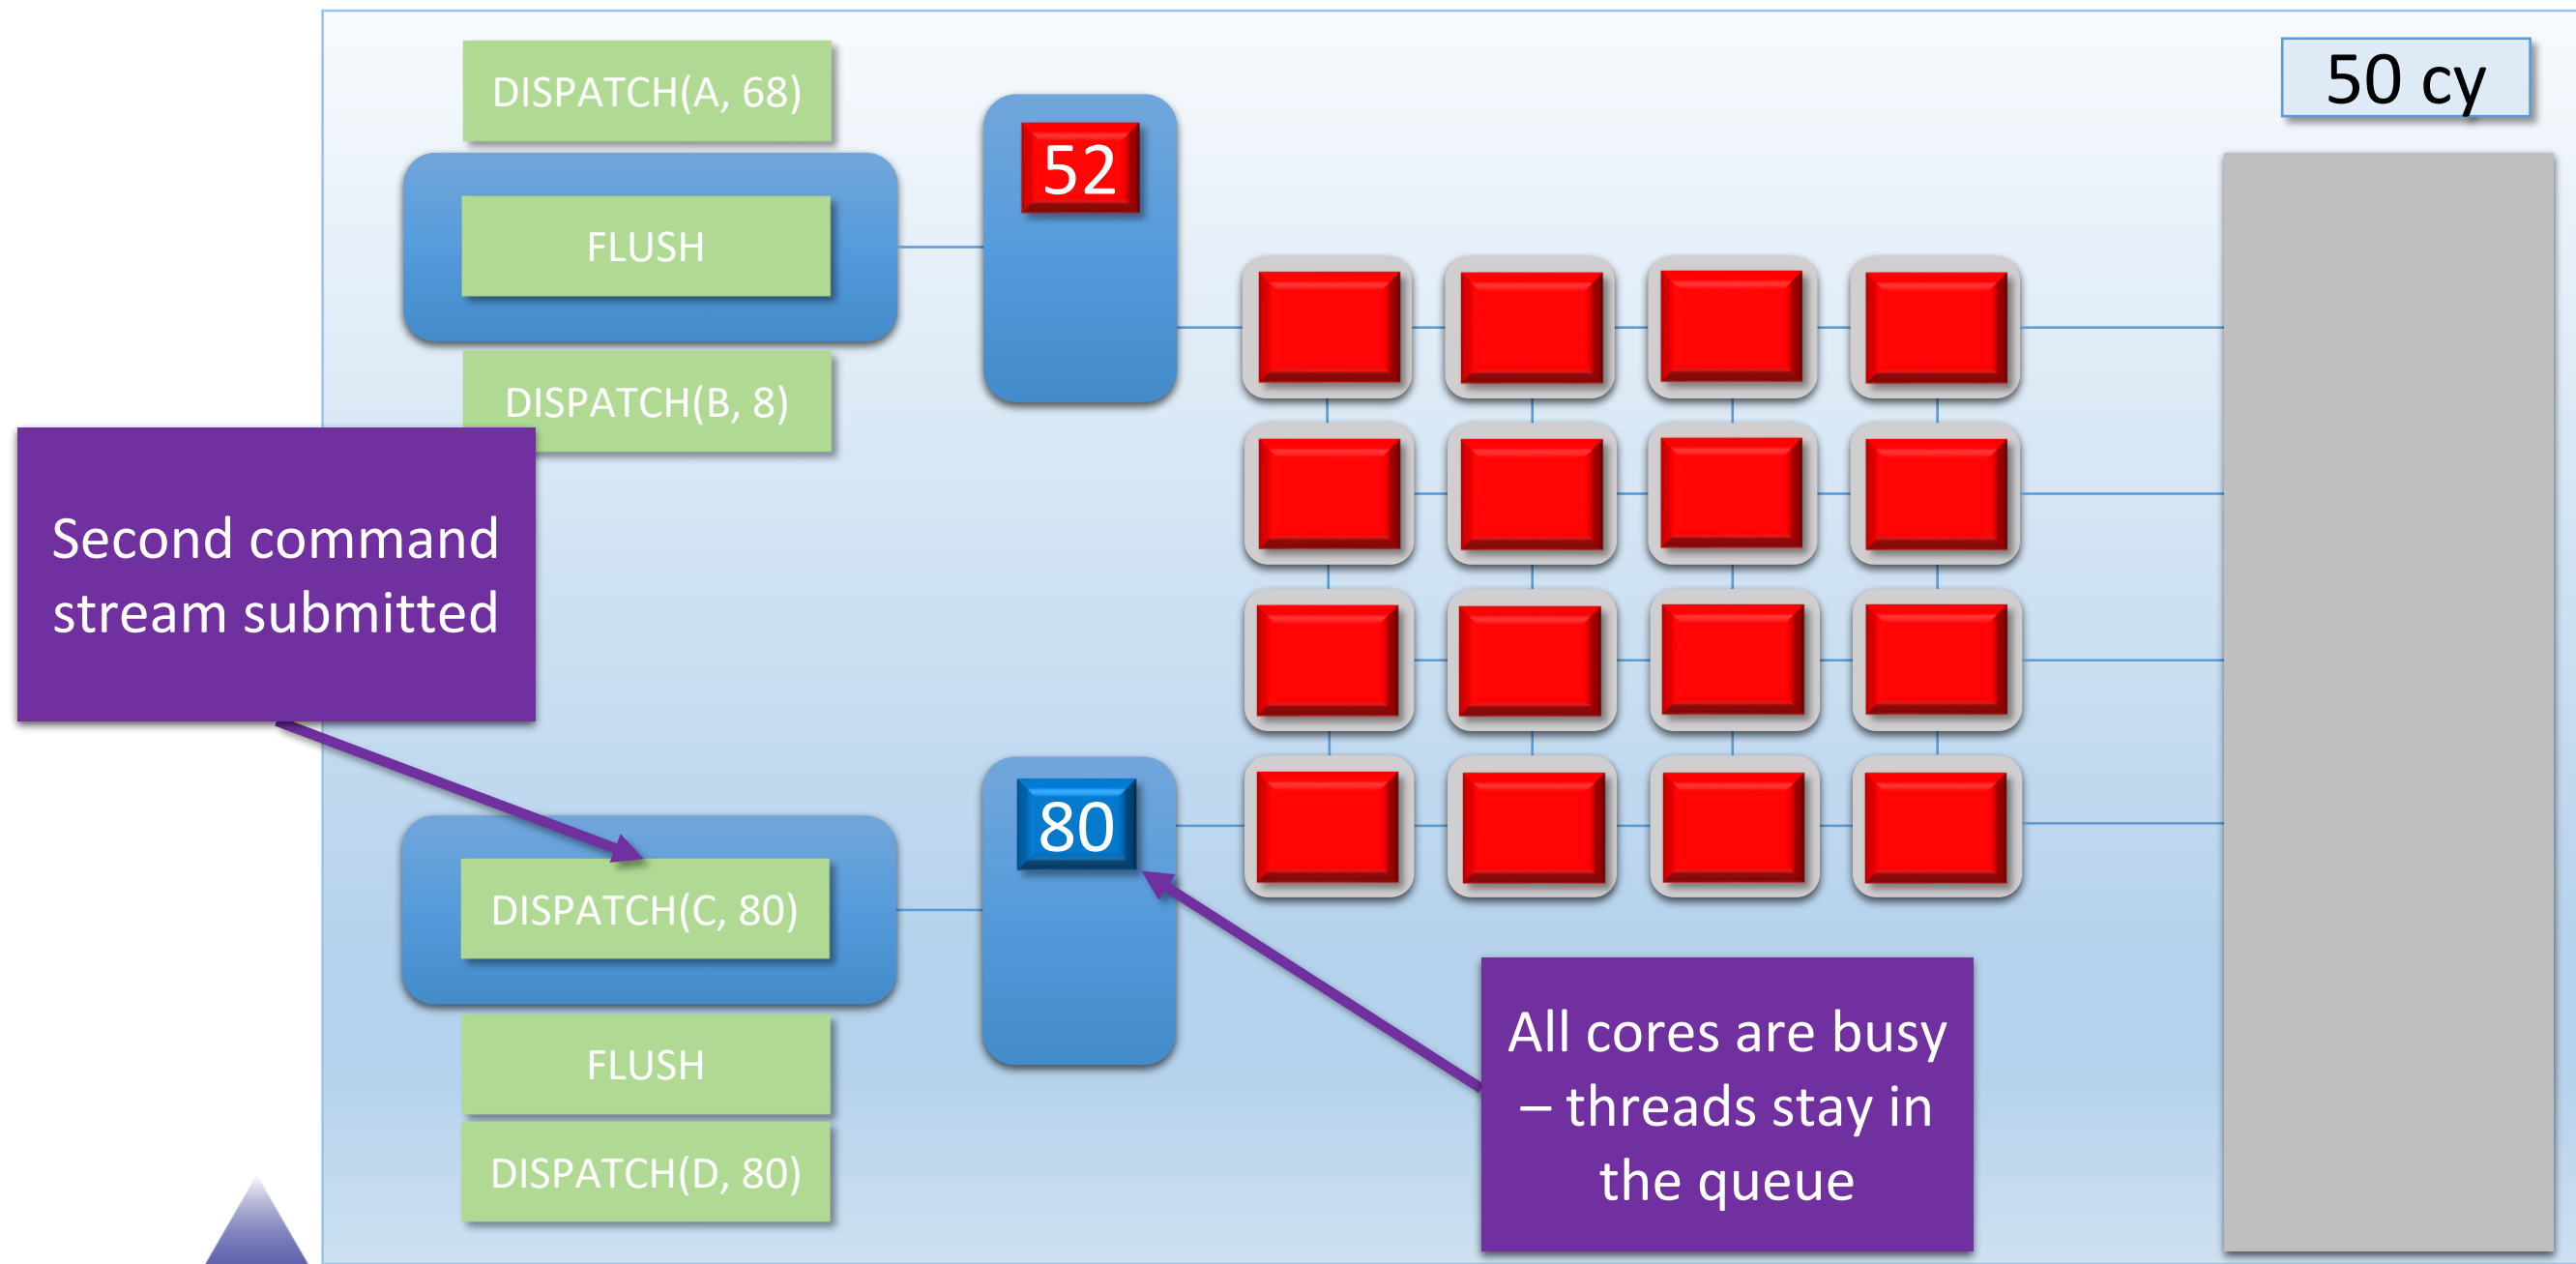 DISPATCH(A, 68)
FLUSH
DISPATCH(B, 8)
52
50 cy
Second command
stream submitted
DISPATCH(C, 80)
FLUSH
DISPATCH(D, 80)
80
All cores are busy
– threads stay in
the queue